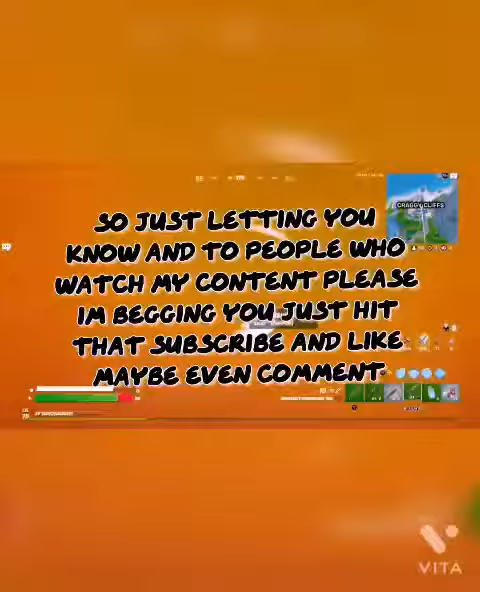 CRAGGY CLIFFS
SO JUST LETTING YOU
KNOW AND TO PEOPLE WHO
WATCH MY CONTENT PLEASE
IM BEGGING YOU JUST HIT
THAT SUBSCRIBE AND LIKE
MAYBE EVEN COMMENT
VITA